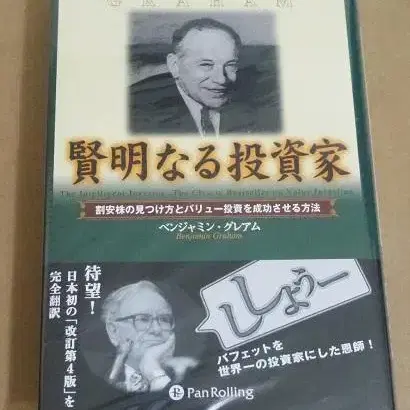 GRAHAM
賢明なる投資家
The Intelligent Investor: The Classic Bestseller on Value Investing
割安株の見つけ方とバリュー投資を成功させる方法
ベンジャミン・グレアム
Benjamin Graham
待望！
日本初の「改訂第4版」を
完全翻訳
ししょうー
バフェットを
世界一の投資家にした恩師！
PanRolling